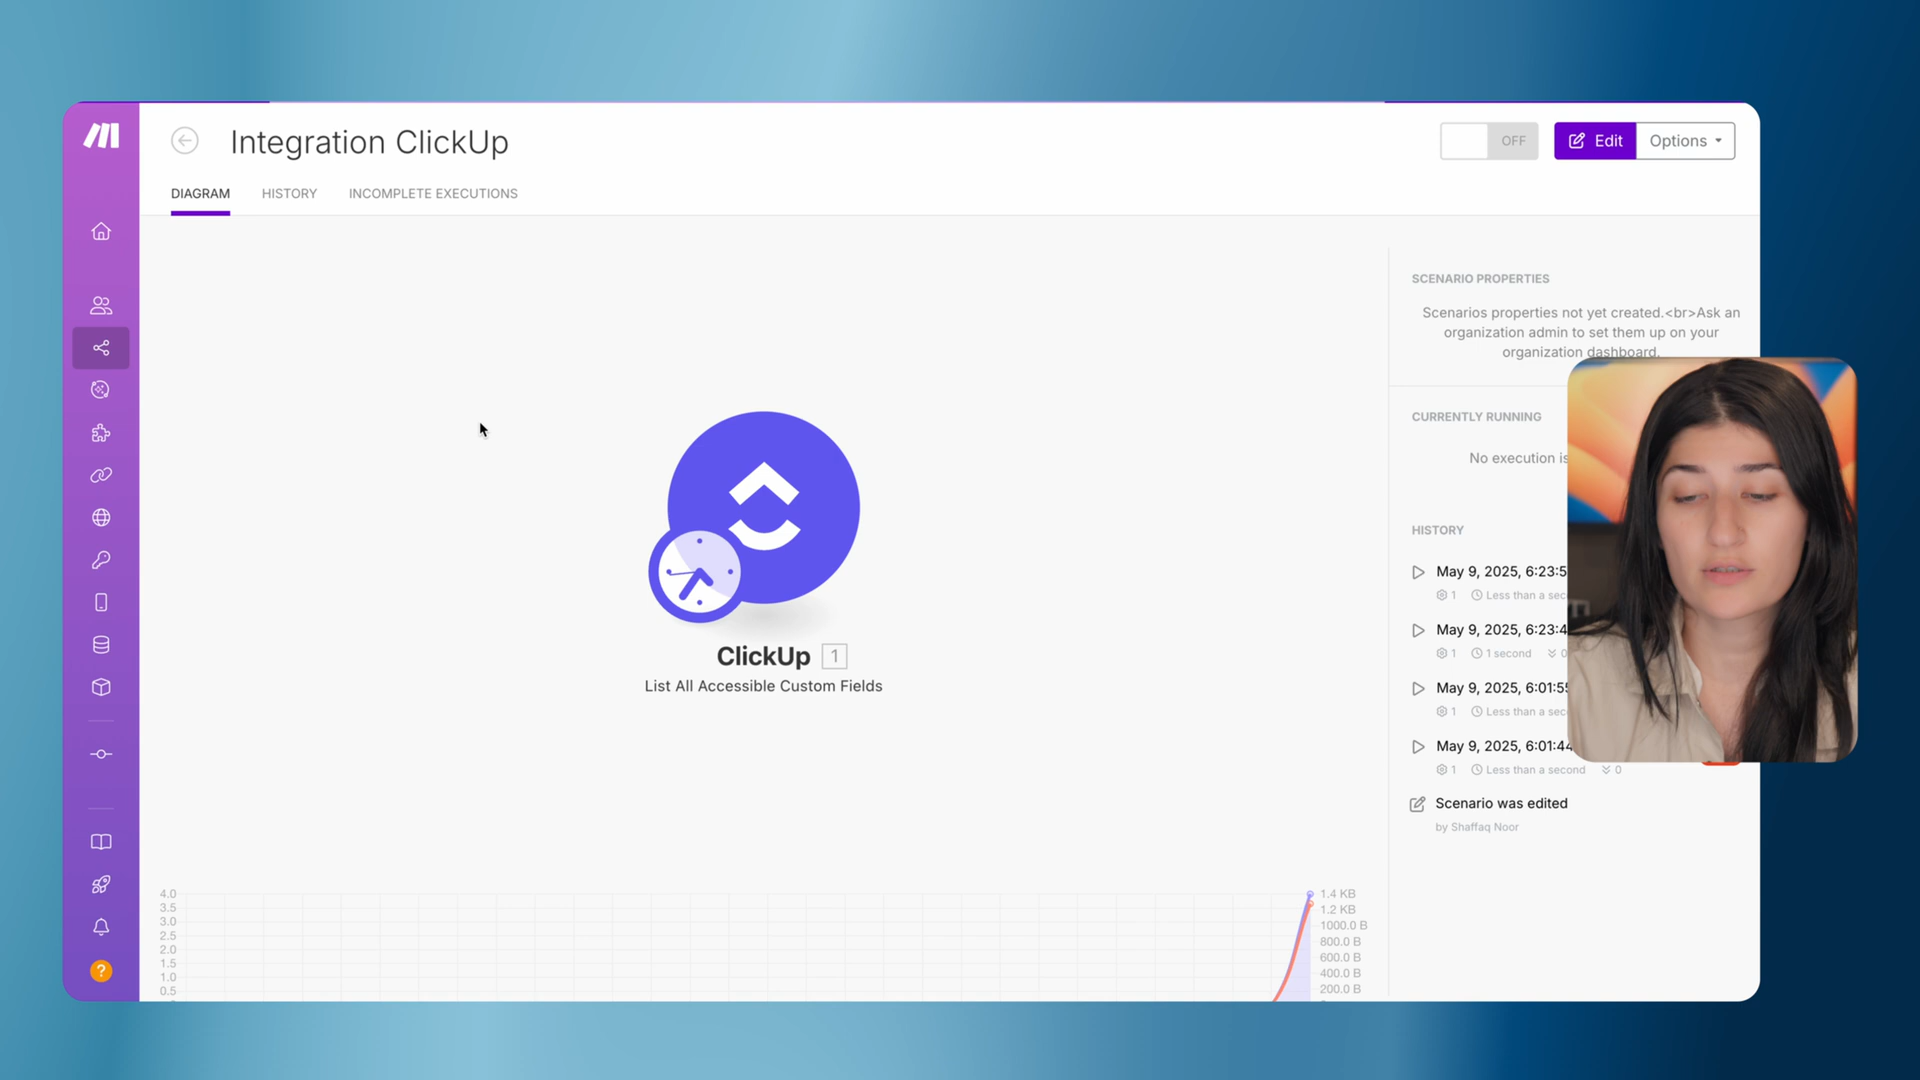 Integration ClickUp
OFF
Edit
Options
DIAGRAM
HISTORY
INCOMPLETE EXECUTIONS
SCENARIO PROPERTIES
Scenarios properties not yet created.<br>Ask an
organization admin to set them up on your
organization dashboard.
CURRENTLY RUNNING
No execution is
HISTORY
May 9, 2025, 6:23:5
1 Less than a sec
May 9, 2025, 6:23:4
1 1 second 0
May 9, 2025, 6:01:55
1 Less than a sec
May 9, 2025, 6:01:44
1 Less than a second 0
Scenario was edited
by Shaffaq Noor
ClickUp 1
List All Accessible Custom Fields
4.0
3.5
3.0
2.5
2.0
1.5
1.0
0.5
1.4 KB
1.2 KB
1000.0 B
800.0 B
600.0 B
400.0 B
200.0 B
?